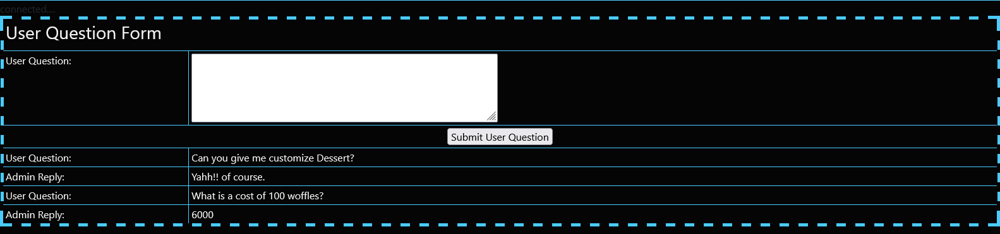 connected....
User Question Form
User Question:
Submit User Question
User Question: Can you give me customize Dessert?
Admin Reply: Yahh!! of course.
User Question: What is a cost of 100 woffles?
Admin Reply: 6000